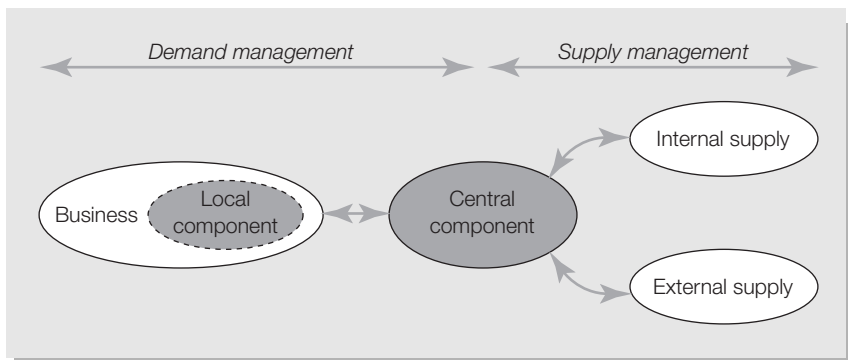 Demand management
Supply management
Internal supply
Business
Local
component
Central
component
External supply